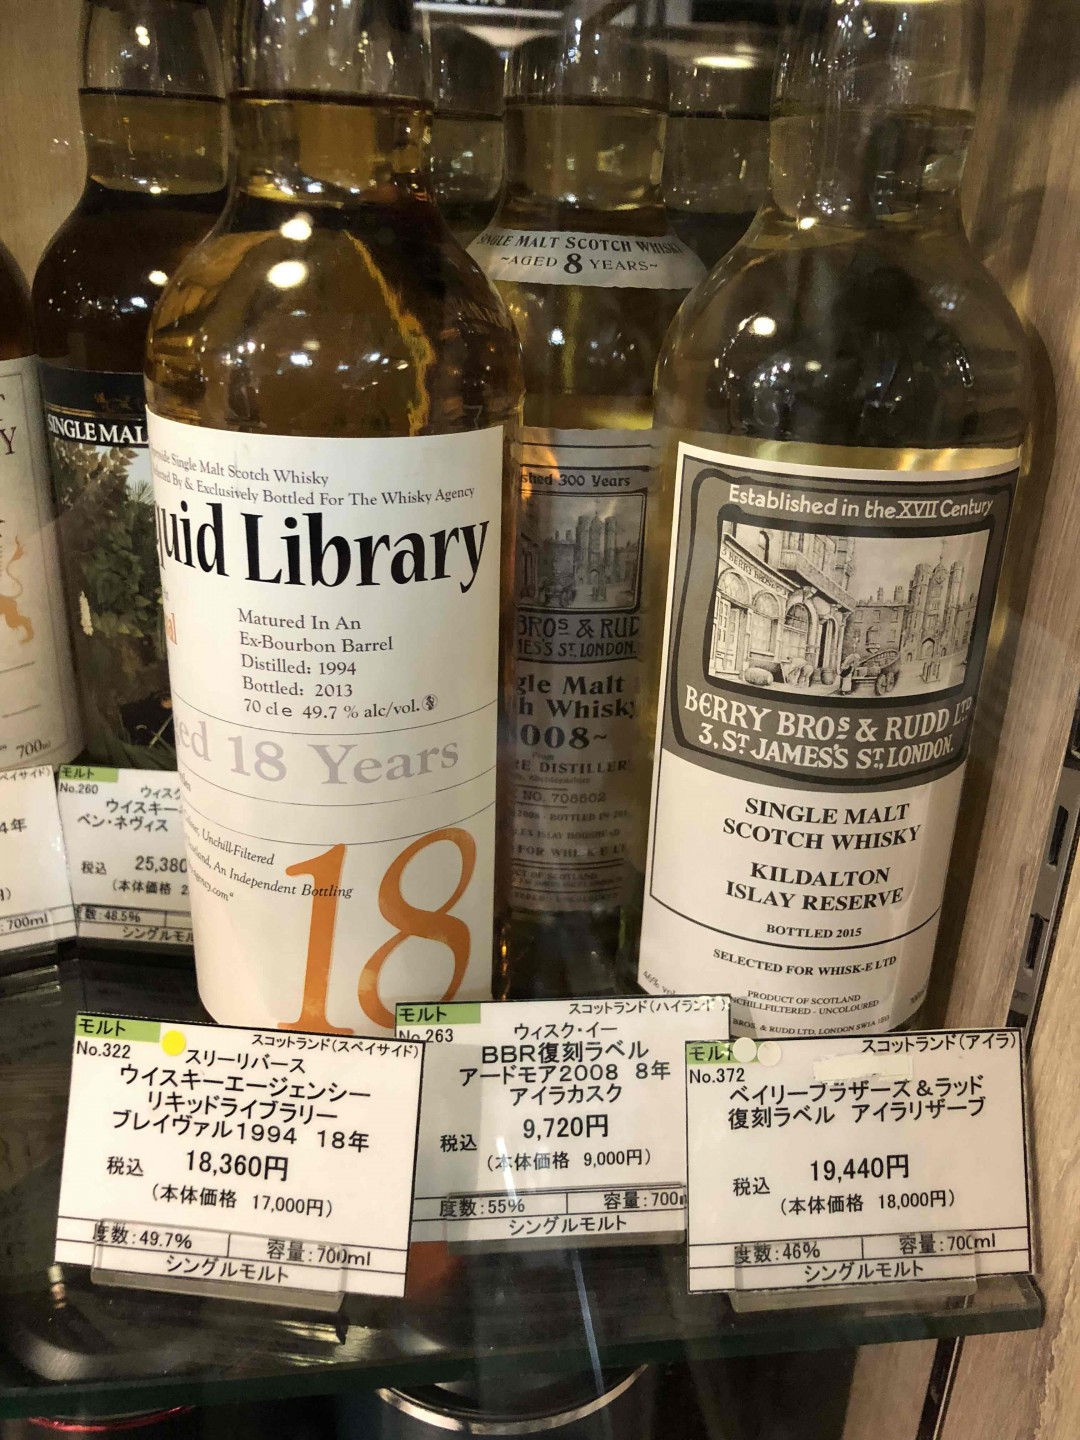 SINGLE MALT SCOTCH WHISKY
~AGED 8 YEARS~
SINGLE MAL
Single Malt Scotch Whisky
By & Exclusively Bottled For The Whisky Agency
quid Library
Matured In An
Ex-Bourbon Barrel
Distilled: 1994
Bottled: 2013
70 cl e 49.7 % alc/vol.
ed 18 Years
Unchill-Filtered
An Independent Bottling
18
300 Years
BROS & RUD
ST. LONDON.
gle Malt
h Whisky
008~
RE DISTILLER
NO. 708802
Established in the XVII Century
BERRY BROS & RUDD LTD
3, ST JAMES'S ST, LONDON.
SINGLE MALT
SCOTCH WHISKY
KILDALTON
ISLAY RESERVE
BOTTLED 2015
SELECTED FOR WHISK-E LTD
PRODUCT OF SCOTLAND
NCHILLFILTERED - UNCOLOURED
BROS. & RUDD LTD, LONDON SW1A
700ml
4年
:700ml
モルト
No.260
ウイスキー
ベン・ネヴィス
税込 25,380
(本体価格 2
数:48.5%
シングルモル
モルト
No.322
スコットランド(スペイサイド)
スリーリバース
ウイスキーエージェンシー
リキッドライブラリー
ブレイヴァル1994 18年
税込 18,360円
(本体価格 17,000円)
度数:49.7% 容量:700ml
シングルモルト
モルト
No.263
スコットランド(ハイランド)
ウィスク・イー
BBR復刻ラベル
アードモア2008 8年
アイラカスク
税込 9,720円
(本体価格 9,000円)
度数:55% 容量:700m
シングルモルト
モルト
No.372
スコットランド(アイラ)
ベイリーブラザーズ&ラッド
復刻ラベル アイラリザーブ
税込 19,440円
(本体価格 18,000円)
度数:46% 容量:700ml
シングルモルト